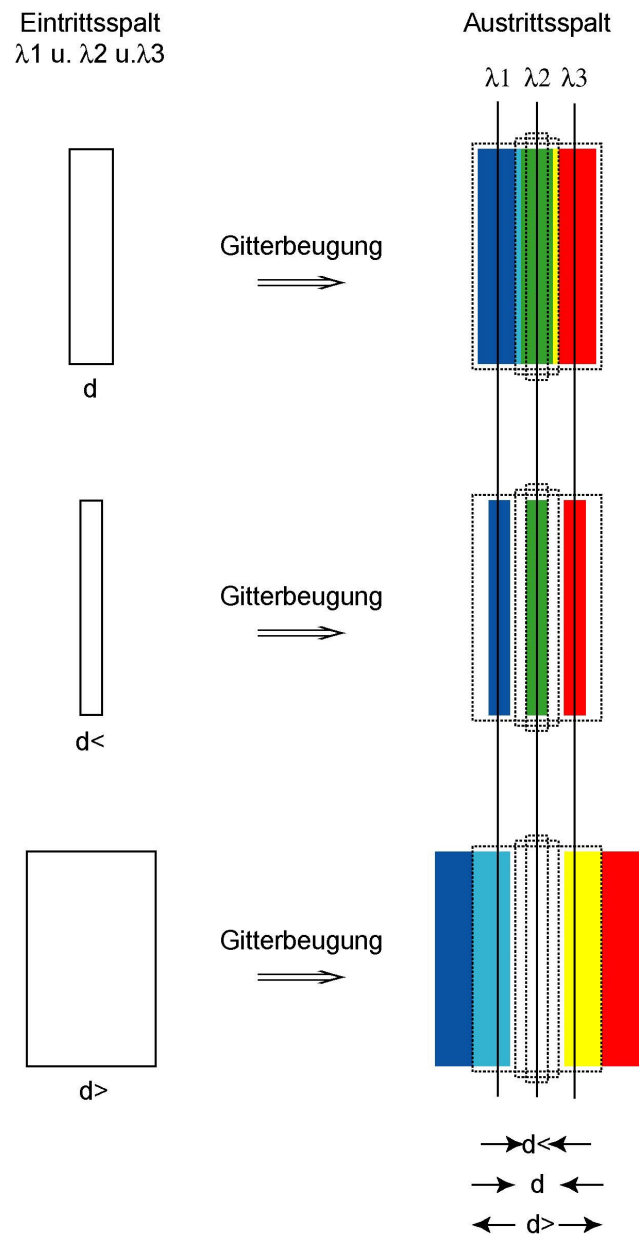 Eintrittsspalt
λ1 u. λ2 u.λ3
Austrittsspalt
λ1 λ2 λ3
Gitterbeugung
d
Gitterbeugung
d<
Gitterbeugung
d>
d<
d
d>